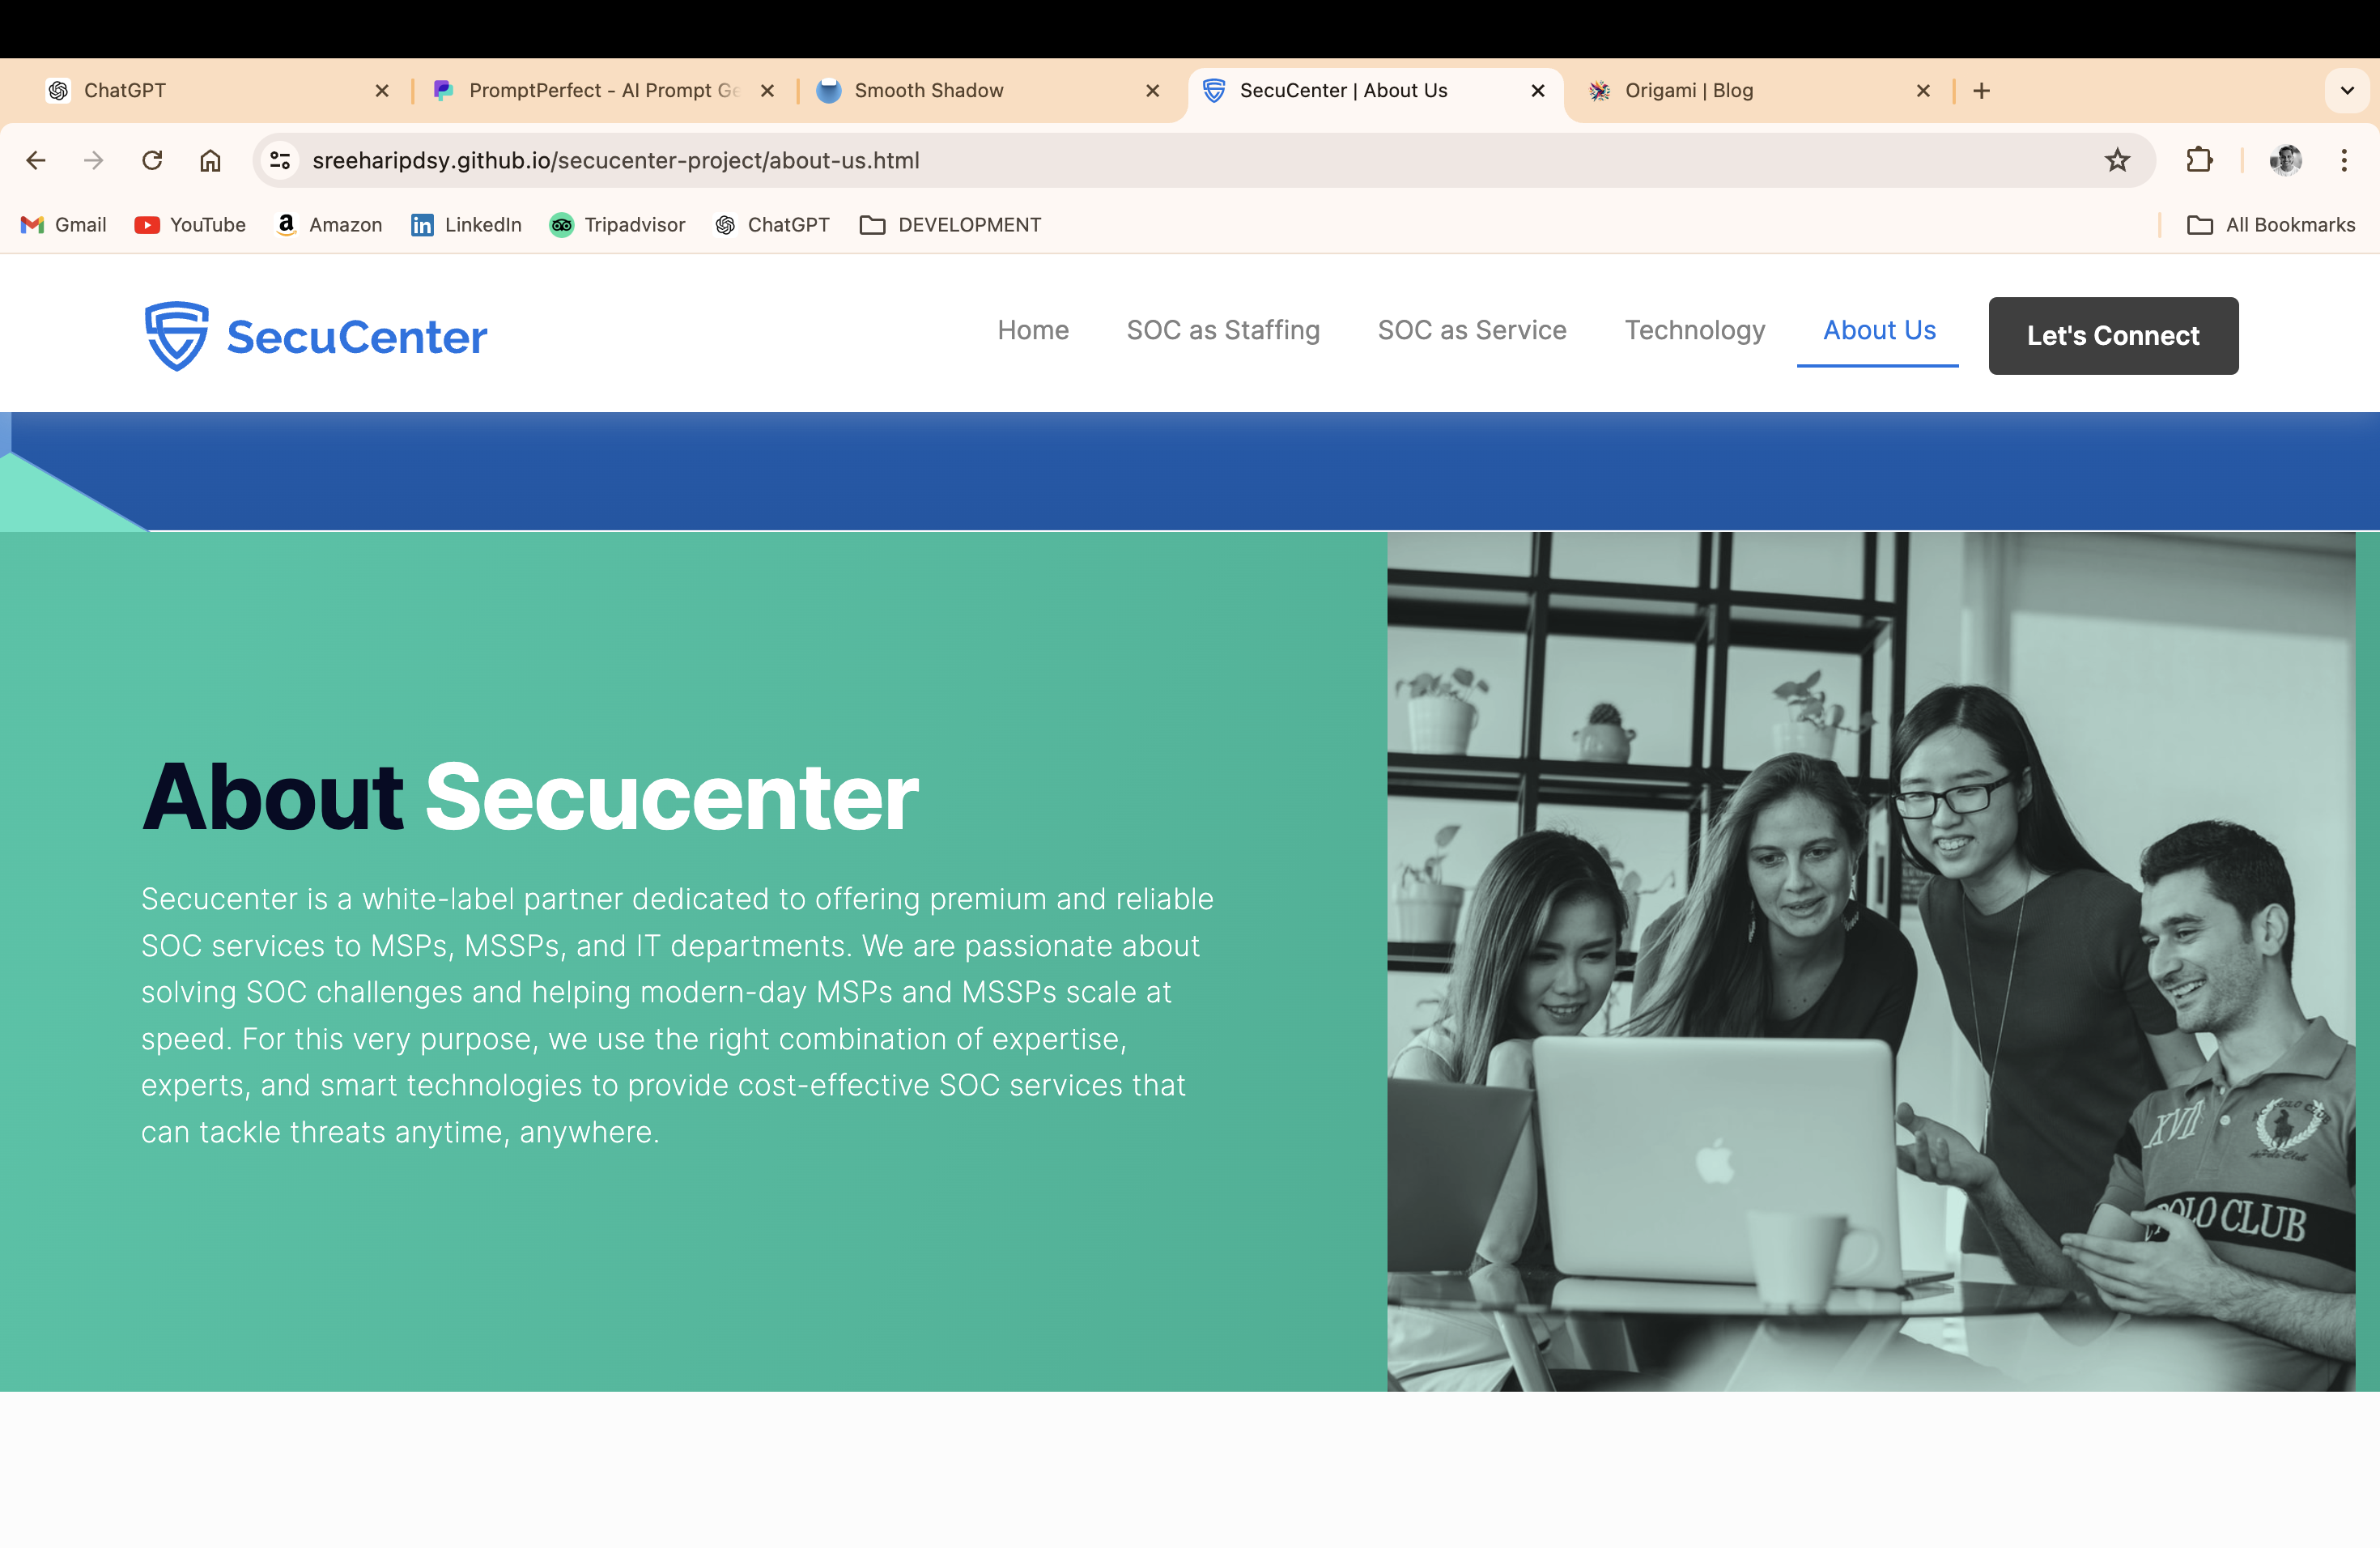 ChatGPT
PromptPerfect - AI Prompt Ge
Smooth Shadow
SecuCenter | About Us
Origami | Blog
sreeharipdsy.github.io/secucenter-project/about-us.html
Gmail
YouTube
Amazon
LinkedIn
Tripadvisor
ChatGPT
DEVELOPMENT
All Bookmarks
SecuCenter
Home
SOC as Staffing
SOC as Service
Technology
About Us
Let's Connect
About Secucenter
Secucenter is a white-label partner dedicated to offering premium and reliable
SOC services to MSPs, MSSPs, and IT departments. We are passionate about
solving SOC challenges and helping modern-day MSPs and MSSPs scale at
speed. For this very purpose, we use the right combination of expertise,
experts, and smart technologies to provide cost-effective SOC services that
can tackle threats anytime, anywhere.
XVII
POLO CLUB